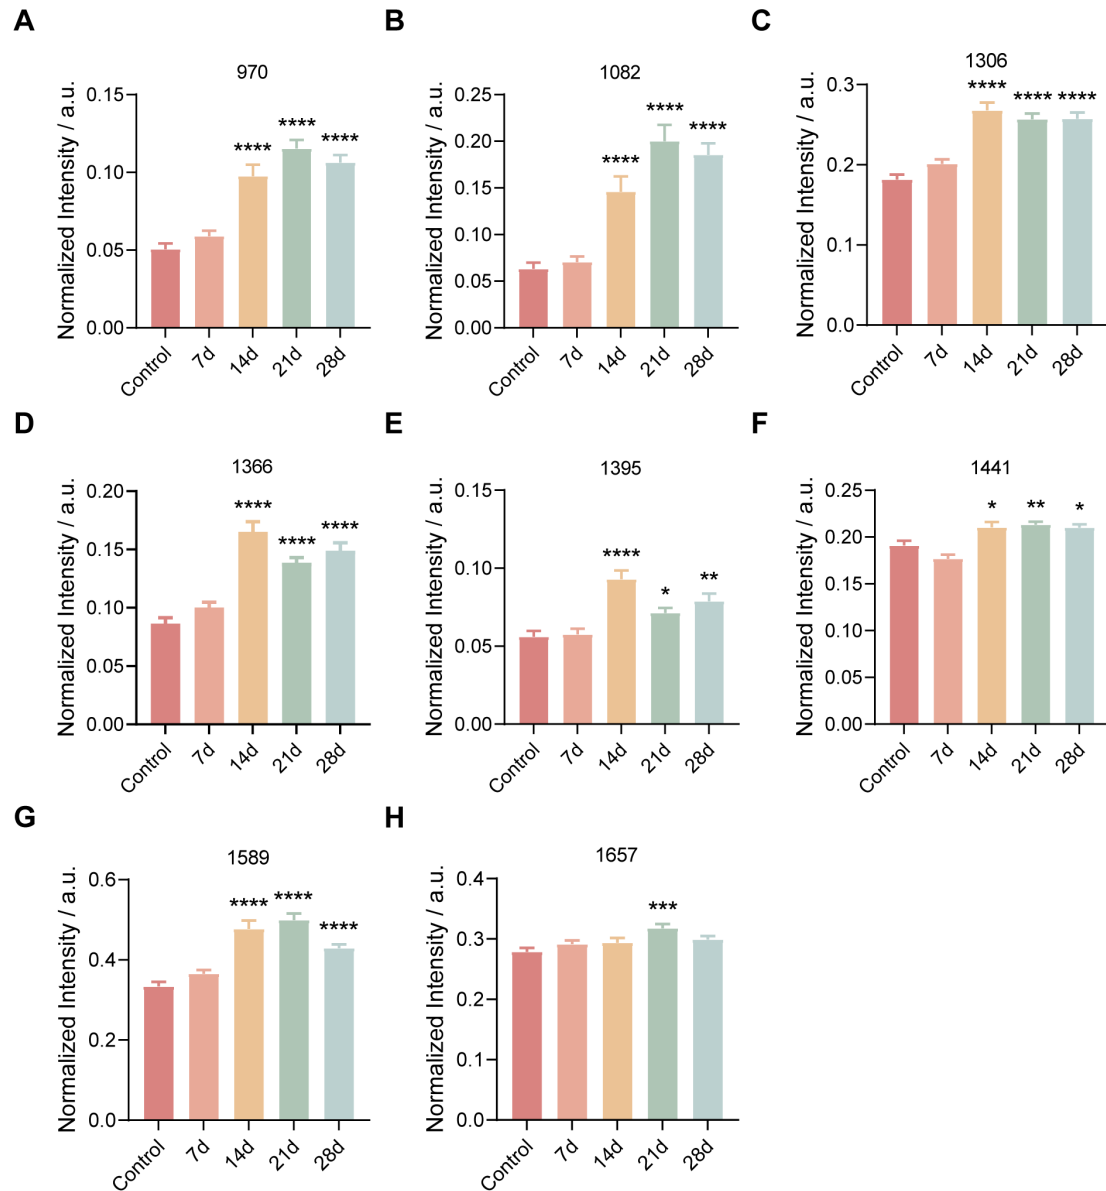 A
970
Normalized Intensity / a.u.
0.15
0.10
0.05
0.00
**** **** ****
Control 7d 14d 21d 28d
B
1082
Normalized Intensity / a.u.
0.25
0.20
0.15
0.10
0.05
0.00
**** **** ****
Control 7d 14d 21d 28d
C
1306
Normalized Intensity / a.u.
0.3
0.2
0.1
0.0
**** **** ****
Control 7d 14d 21d 28d
D
1366
Normalized Intensity / a.u.
0.20
0.15
0.10
0.05
0.00
**** **** ****
Control 7d 14d 21d 28d
E
1395
Normalized Intensity / a.u.
0.15
0.10
0.05
0.00
**** * **
Control 7d 14d 21d 28d
F
1441
Normalized Intensity / a.u.
0.25
0.20
0.15
0.10
0.05
0.00
* ** *
Control 7d 14d 21d 28d
G
1589
Normalized Intensity / a.u.
0.6
0.4
0.2
0.0
**** **** ****
Control 7d 14d 21d 28d
H
1657
Normalized Intensity / a.u.
0.4
0.3
0.2
0.1
0.0
***
Control 7d 14d 21d 28d